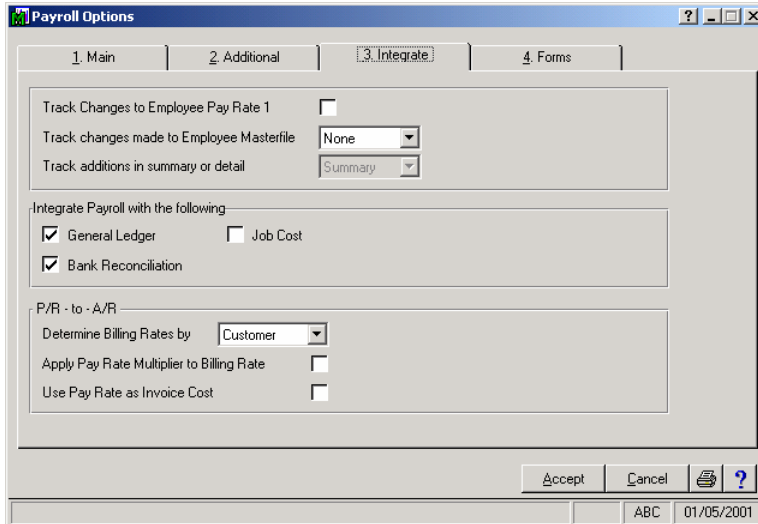 Payroll Options
1. Main 2. Additional 3. Integrate 4. Forms
Track Changes to Employee Pay Rate 1
Track changes made to Employee Masterfile None
Track additions in summary or detail Summary
Integrate Payroll with the following
General Ledger Job Cost
Bank Reconciliation
P/R - to - A/R
Determine Billing Rates by Customer
Apply Pay Rate Multiplier to Billing Rate
Use Pay Rate as Invoice Cost
Accept Cancel ?
ABC 01/05/2001